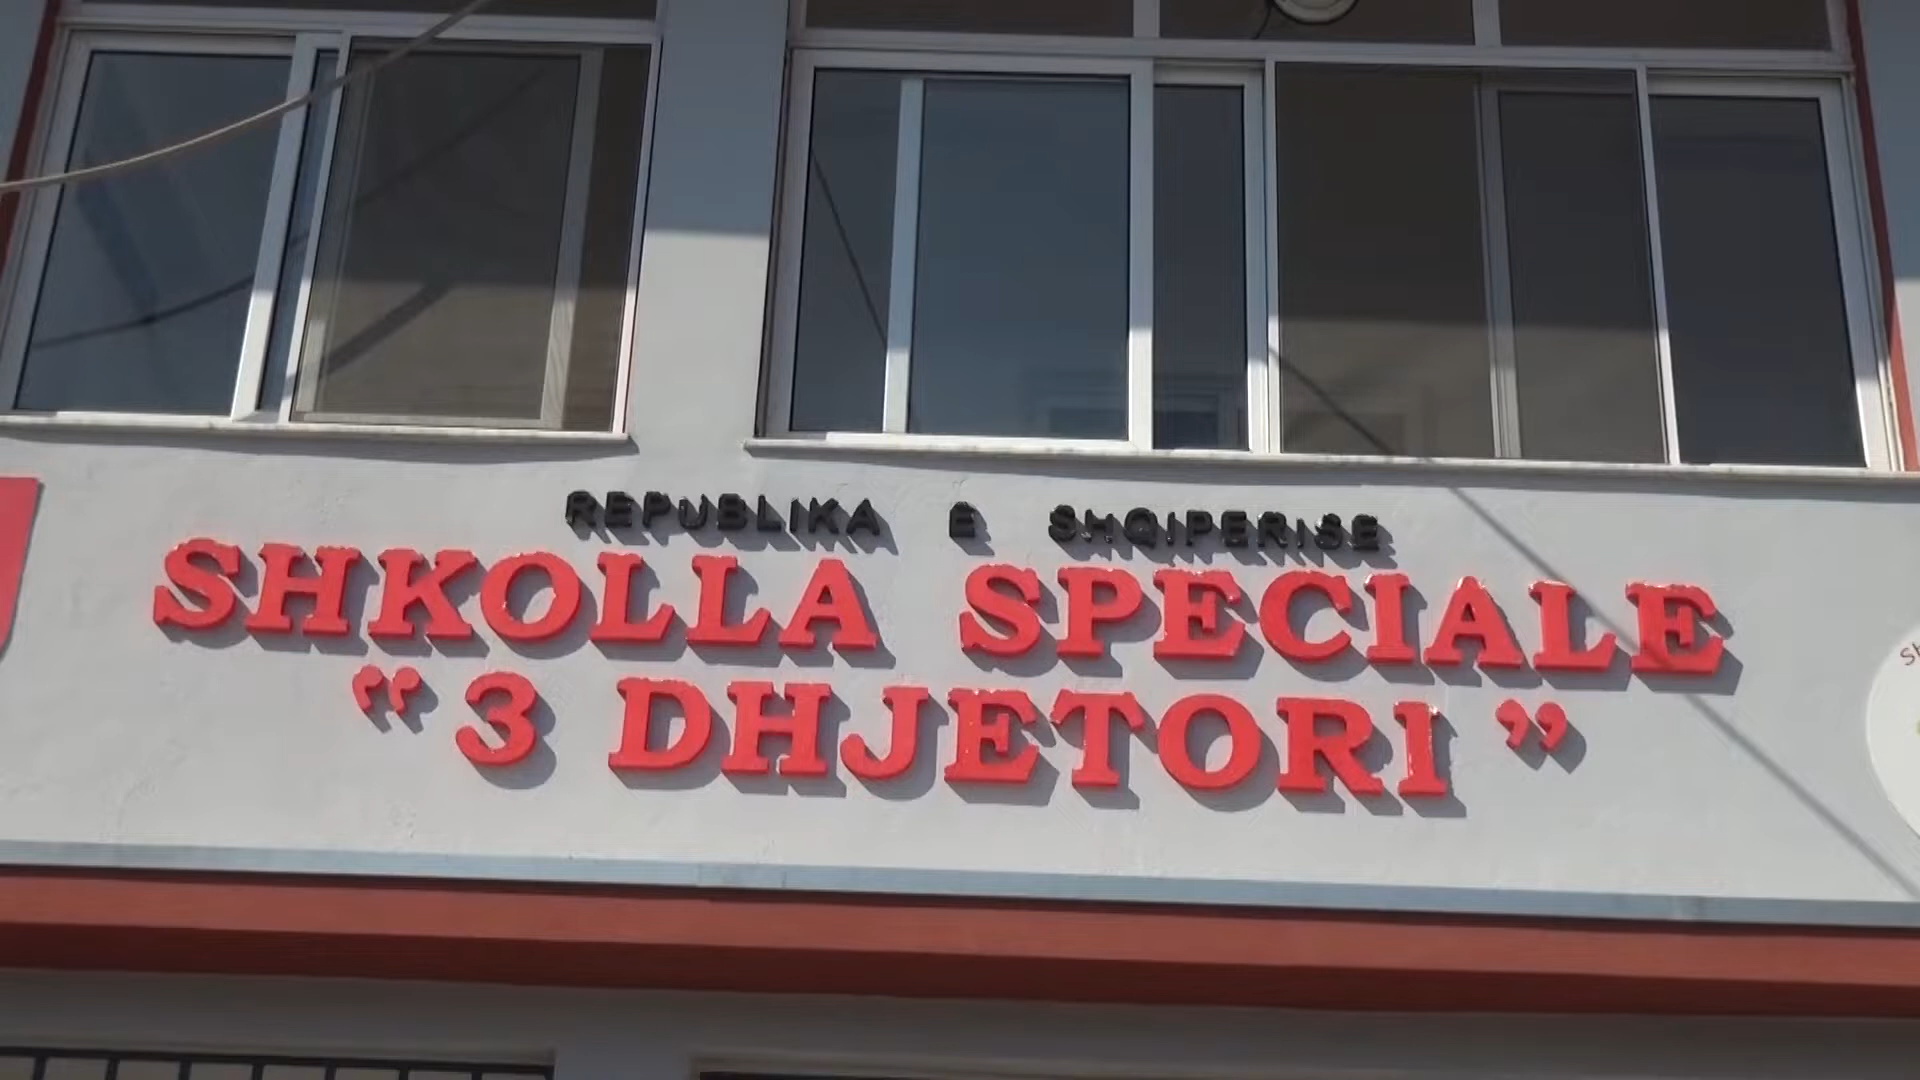 REPUBLIKA E SHQIPERISE
SHKOLLA SPECIALE
“3 DHJETORI”